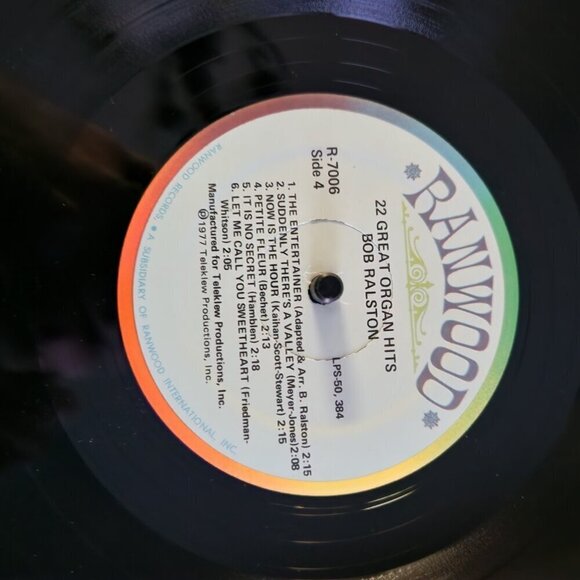 RANWOOD
22 GREAT ORGAN HITS
BOB RALSTON
R-7006
Side 4
LPS-50, 384
1. THE ENTERTAINER (Adapted & Arr. B. Ralston) 2:15
2. SUDDENLY THERE'S A VALLEY (Meyer-Jones) 2:08
3. NOW IS THE HOUR (Kaihan-Scott-Stewart) 2:15
4. PETITE FLEUR (Bechet) 2:13
5. IT IS NO SECRET (Hamblen) 2:18
6. LET ME CALL YOU SWEETHEART (Friedman-
Whitson) 2:05
Manufactured for Teleklew Productions, Inc.
℗1977 Teleklew Productions, Inc.
RANWOOD RECORDS, • A SUBSIDIARY OF RANWOOD INTERNATIONAL INC.